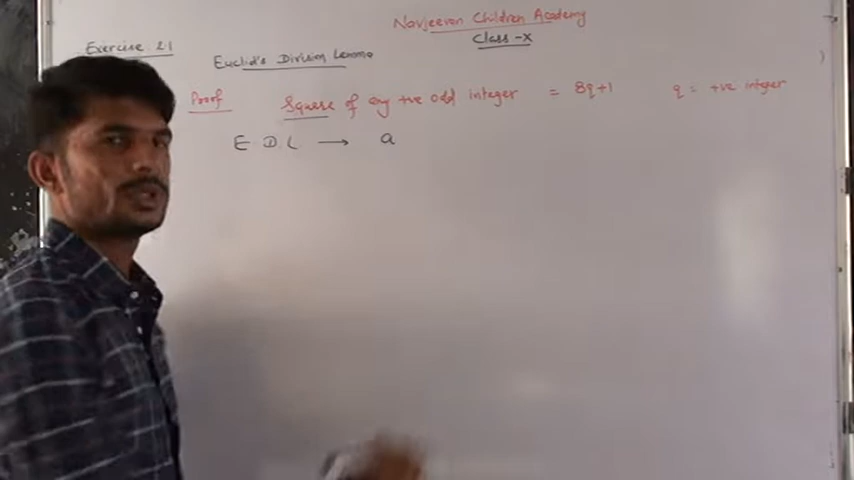 Navjeevan Children Academy
Class - X
Exercise 2.1
Euclid's Division Lemma
Proof Square of any +ve odd integer = 8q+1 q = +ve integer
E D L → a